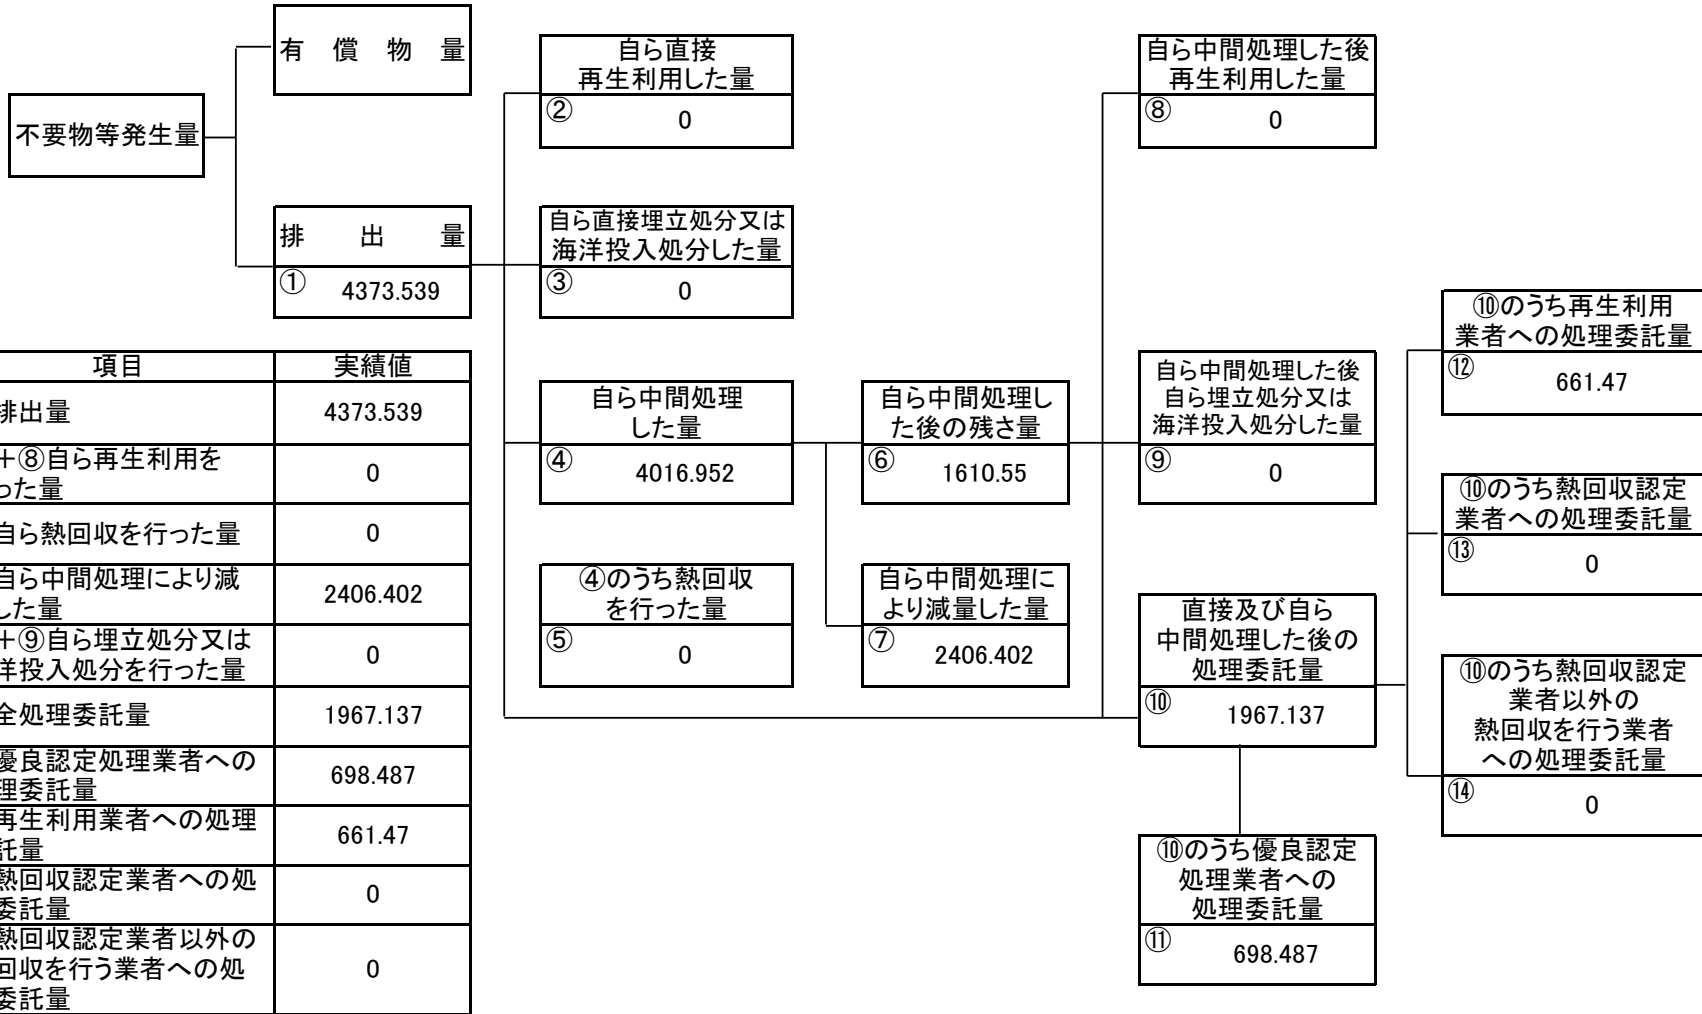 有償物量
不要物等発生量
排出量
① 4373.539
自ら直接
再生利用した量
② 0
自ら直接埋立処分又は
海洋投入処分した量
③ 0
自ら中間処理
した量
④ 4016.952
④のうち熱回収
を行った量
⑤ 0
自ら中間処理し
た後の残さ量
⑥ 1610.55
自ら中間処理に
より減量した量
⑦ 2406.402
自ら中間処理した後
再生利用した量
⑧ 0
自ら中間処理した後
自ら埋立処分又は
海洋投入処分した量
⑨ 0
直接及び自ら
中間処理した後の
処理委託量
⑩ 1967.137
⑩のうち優良認定
処理業者への
処理委託量
⑪ 698.487
⑩のうち再生利用
業者への処理委託量
⑫ 661.47
⑩のうち熱回収認定
業者への処理委託量
⑬ 0
⑩のうち熱回収認定
業者以外の
熱回収を行う業者
への処理委託量
⑭ 0
項目 実績値
排出量 4373.539
+⑧自ら再生利用を
った量 0
自ら熱回収を行った量 0
自ら中間処理により減
した量 2406.402
+⑨自ら埋立処分又は
洋投入処分を行った量 0
全処理委託量 1967.137
優良認定処理業者への
理委託量 698.487
再生利用業者への処理
託量 661.47
熱回収認定業者への処
委託量 0
熱回収認定業者以外の
回収を行う業者への処
委託量 0